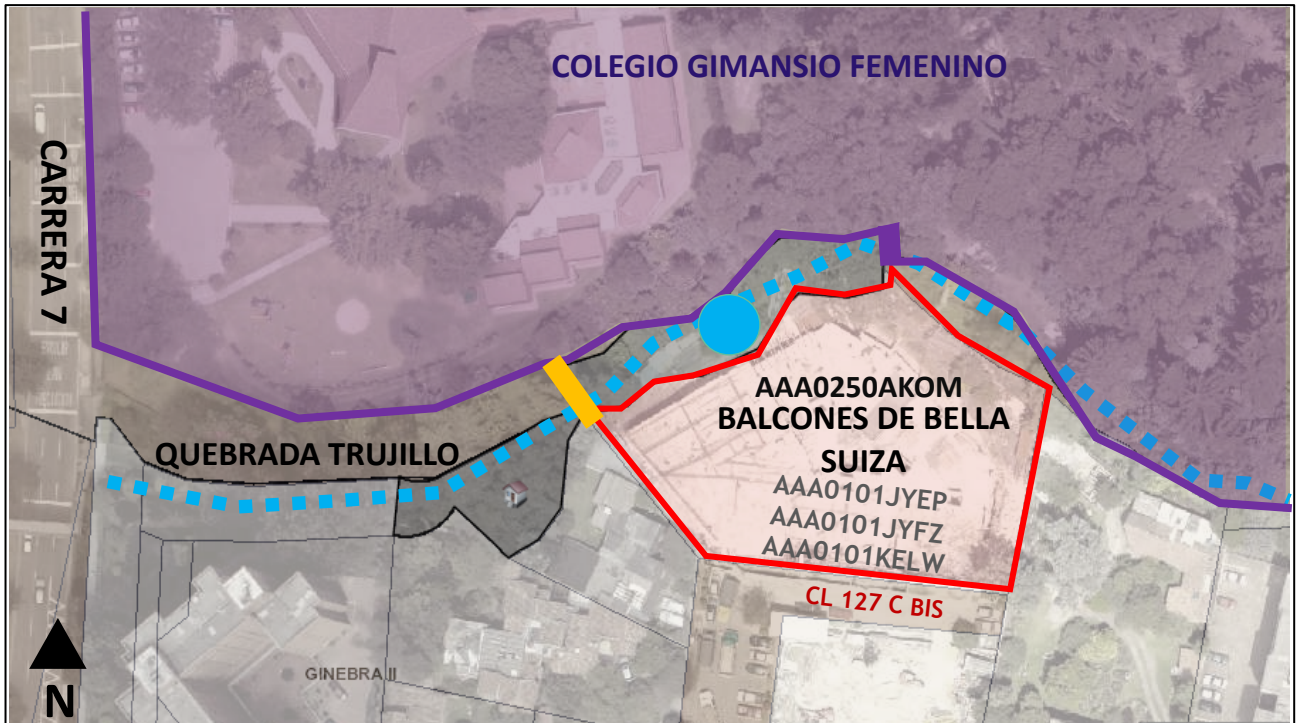 COLEGIO GIMANSIO FEMENINO
CARRERA 7
QUEBRADA TRUJILLO
AAA0250AKOM
BALCONES DE BELLA
SUIZA
AAA0101JYEP
AAA0101JYFZ
AAA0101KELW
CL 127 C BIS
GINEBRA II
N